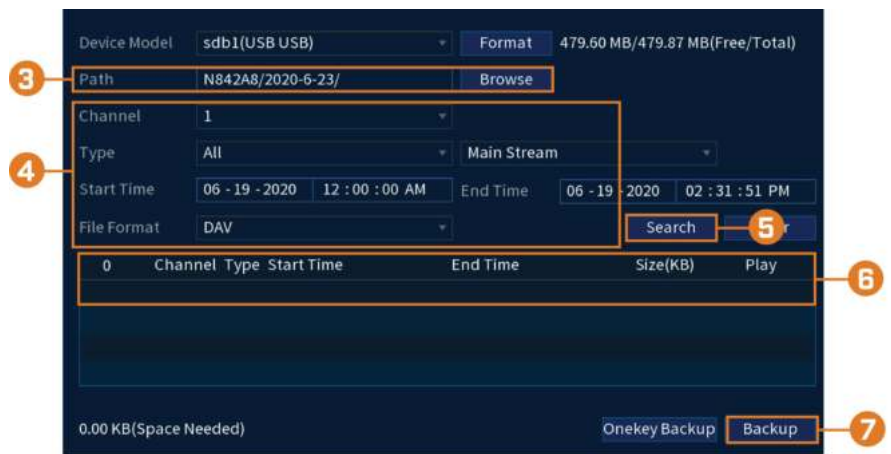 Device Model sdb1(USB USB) Format 479.60 MB/479.87 MB(Free/Total)
3 Path N842A8/2020-6-23/ Browse
Channel 1
4 Type All Main Stream
Start Time 06 - 19 - 2020 12 : 00 : 00 AM End Time 06 - 19 - 2020 02 : 31 : 51 PM
File Format DAV Search 5
0 Channel Type Start Time End Time Size(KB) Play
6
0.00 KB(Space Needed) Onekey Backup Backup 7